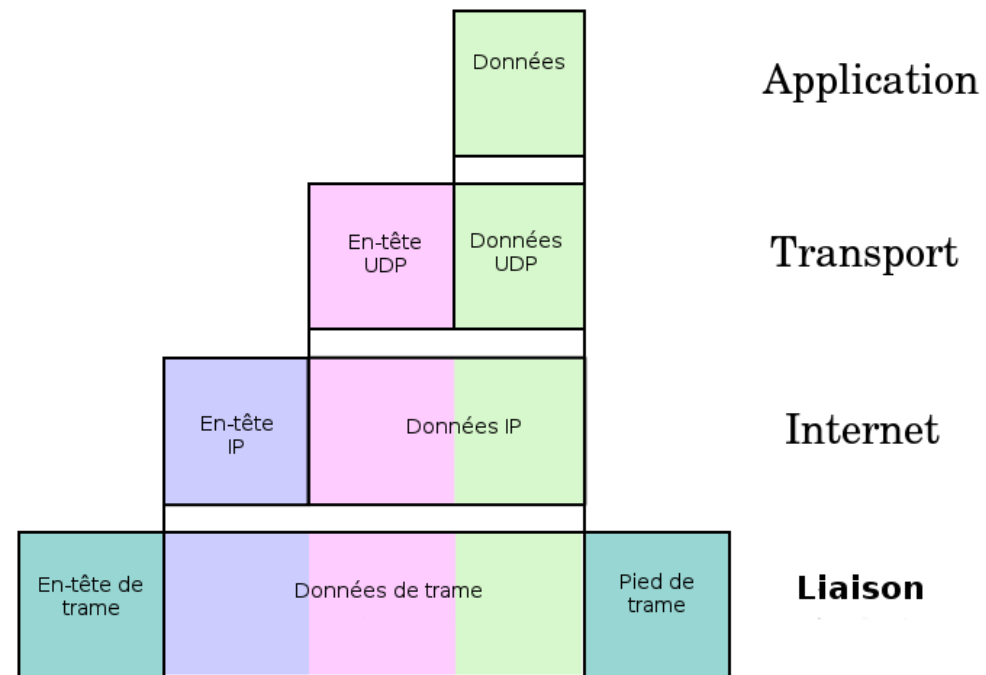 Données
Application
En-tête
UDP
Données
UDP
Transport
En-tête
IP
Données IP
Internet
En-tête de
trame
Données de trame
Pied de
trame
Liaison